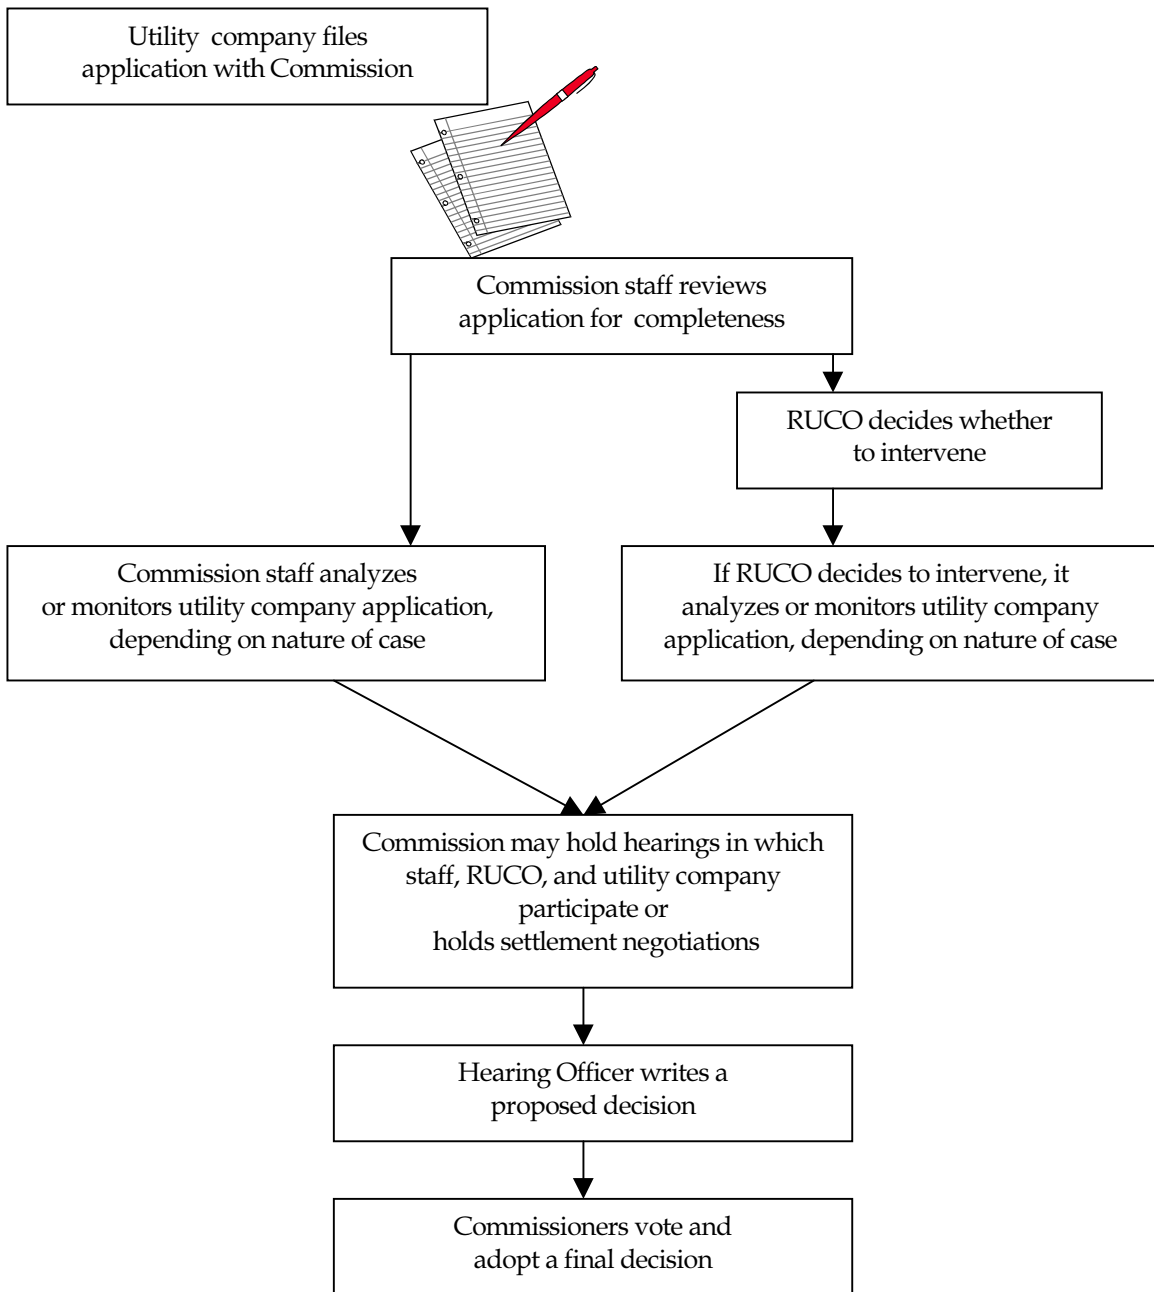 Utility company files
application with Commission
Commission staff reviews
application for completeness
RUCO decides whether
to intervene
Commission staff analyzes
or monitors utility company application,
depending on nature of case
If RUCO decides to intervene, it
analyzes or monitors utility company
application, depending on nature of case
Commission may hold hearings in which
staff, RUCO, and utility company
participate or
holds settlement negotiations
Hearing Officer writes a
proposed decision
Commissioners vote and
adopt a final decision